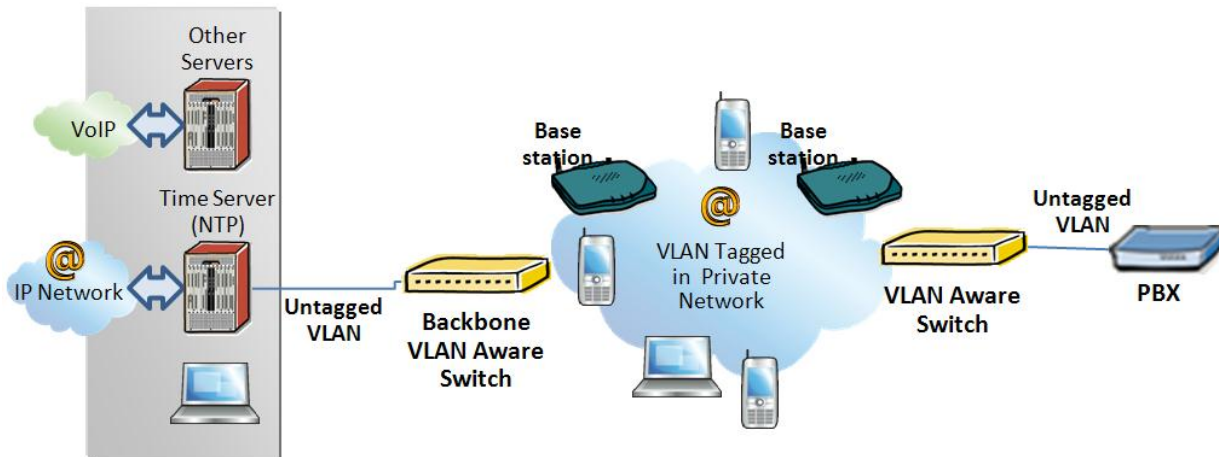 Other
Servers
VoIP
Time Server
(NTP)
@
IP Network
Untagged
VLAN
Backbone
VLAN Aware
Switch
Base
station
Base
station
@
VLAN Tagged
in Private
Network
VLAN Aware
Switch
Untagged
VLAN
PBX